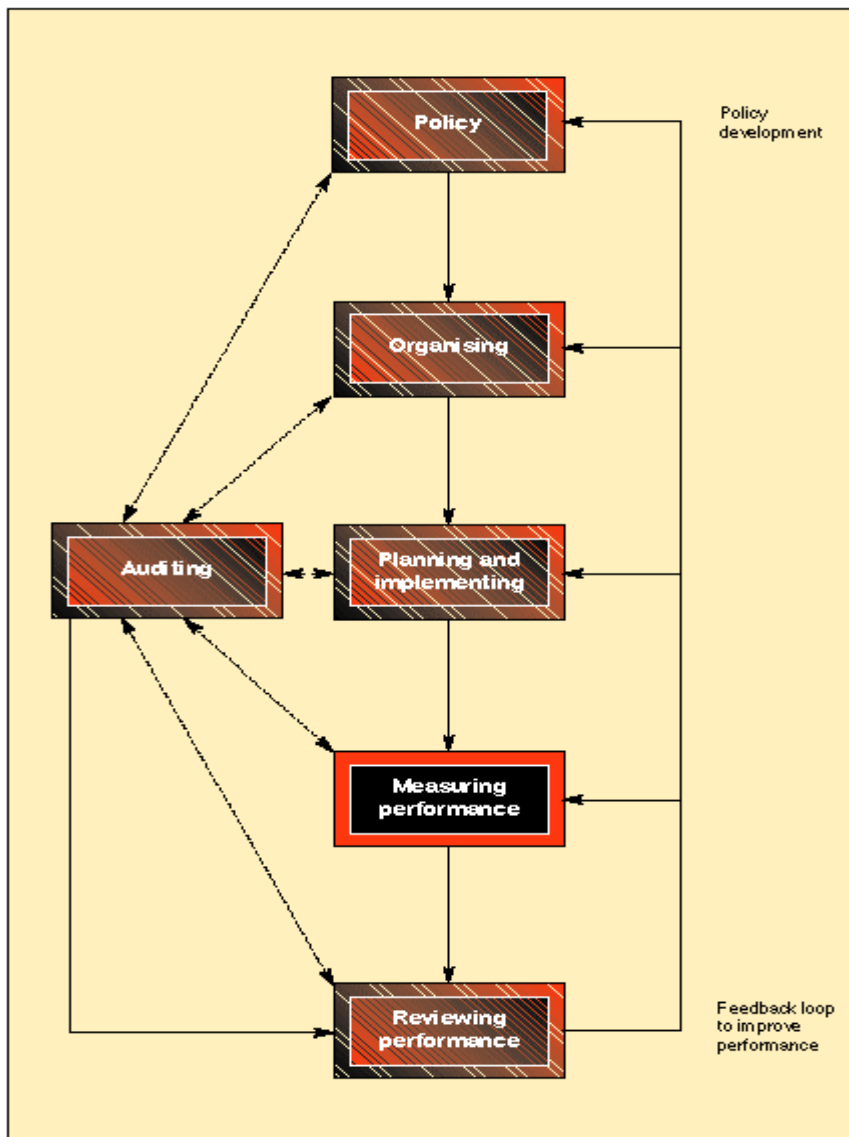 Policy
Policy
development
Organising
Auditing
Planning and
implementing
Measuring
performance
Reviewing
performance
Feedback loop
to improve
performance